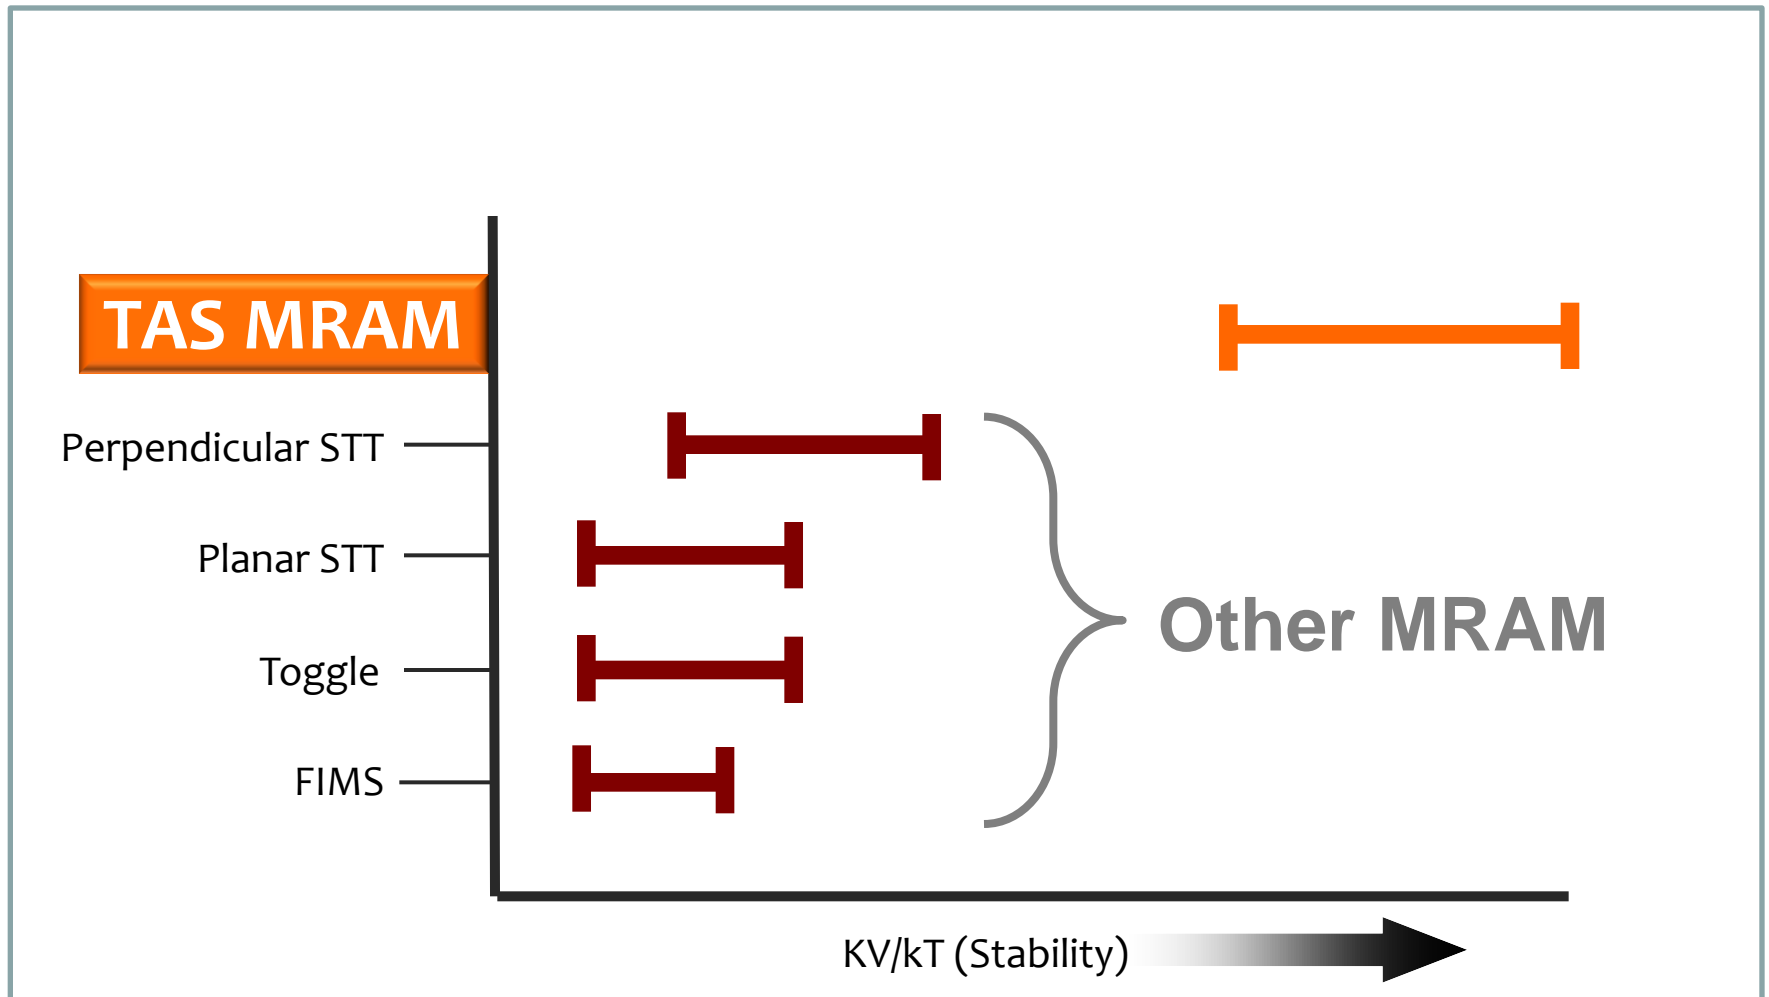 TAS MRAM
Perpendicular STT
Planar STT
Toggle
FIMS
Other MRAM
KV/kT (Stability)